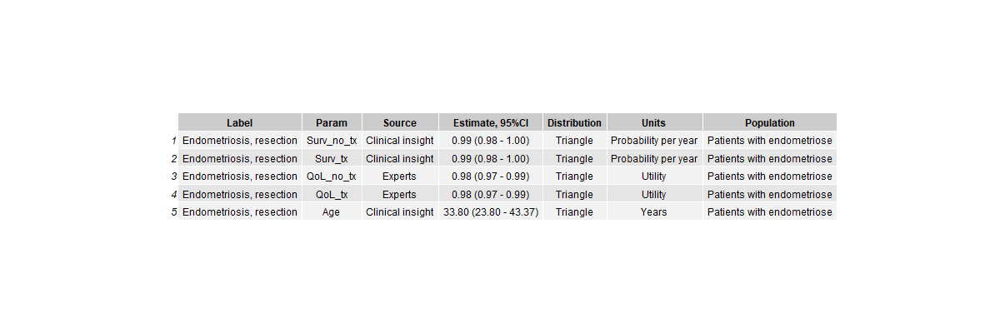 Label Param Source Estimate, 95%CI Distribution Units Population
1 Endometriosis, resection Surv_no_tx Clinical insight 0.99 (0.98 - 1.00) Triangle Probability per year Patients with endometriose
2 Endometriosis, resection Surv_tx Clinical insight 0.99 (0.98 - 1.00) Triangle Probability per year Patients with endometriose
3 Endometriosis, resection QoL_no_tx Experts 0.98 (0.97 - 0.99) Triangle Utility Patients with endometriose
4 Endometriosis, resection QoL_tx Experts 0.98 (0.97 - 0.99) Triangle Utility Patients with endometriose
5 Endometriosis, resection Age Clinical insight 33.80 (23.80 - 43.37) Triangle Years Patients with endometriose